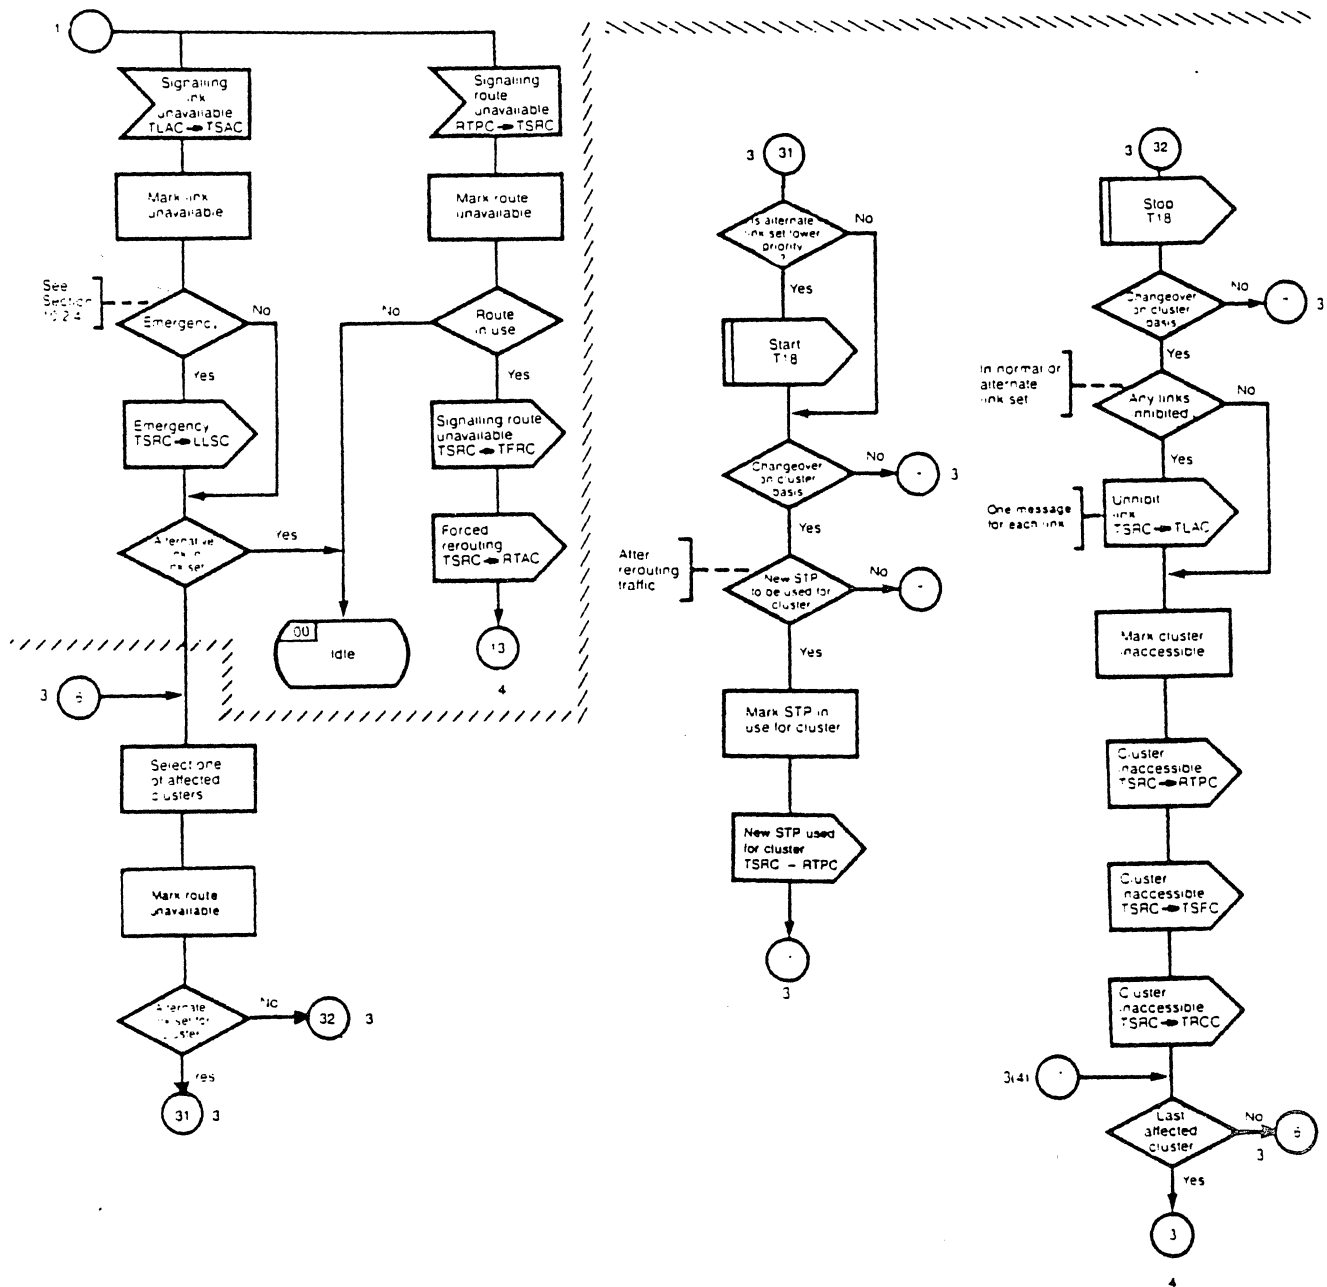 1
Signalling
link
unavailable
TLAC → TSAC
Signalling
route
unavailable
RTPC → TSRC
Mark link
unavailable
Mark route
unavailable
See
Section
10.2.4
Emergency
No
Yes
No
Route
in use
Yes
Emergency
TSRC → LLSC
Signalling route
unavailable
TSRC → TFRC
Alternative
link in
set
Yes
Forced
rerouting
TSRC → RTAC
00
Idle
13
4
3
6
Select one
of affected
clusters
Mark route
unavailable
Alternate
link set for
cluster
No
32
3
Yes
31
3
3
31
Is alternate
link set lower
priority
?
No
Yes
Start
T18
Changeover
on cluster
basis
No
3
Yes
After
rerouting
traffic
New STP
to be used for
cluster
No
Yes
Mark STP in
use for cluster
New STP used
for cluster
TSRC – RTPC
3
3
32
Stop
T18
Changeover
on cluster
basis
No
3
Yes
In normal or
alternate
link set
Any links
inhibited
No
Yes
One message
for each link
Uninhibit
link
TSRC → TLAC
Mark cluster
inaccessible
Cluster
inaccessible
TSRC → RTPC
Cluster
inaccessible
TSRC → TSFC
Cluster
inaccessible
TSRC → TRCC
3(4)
Last
affected
cluster
No
3
6
Yes
3
4